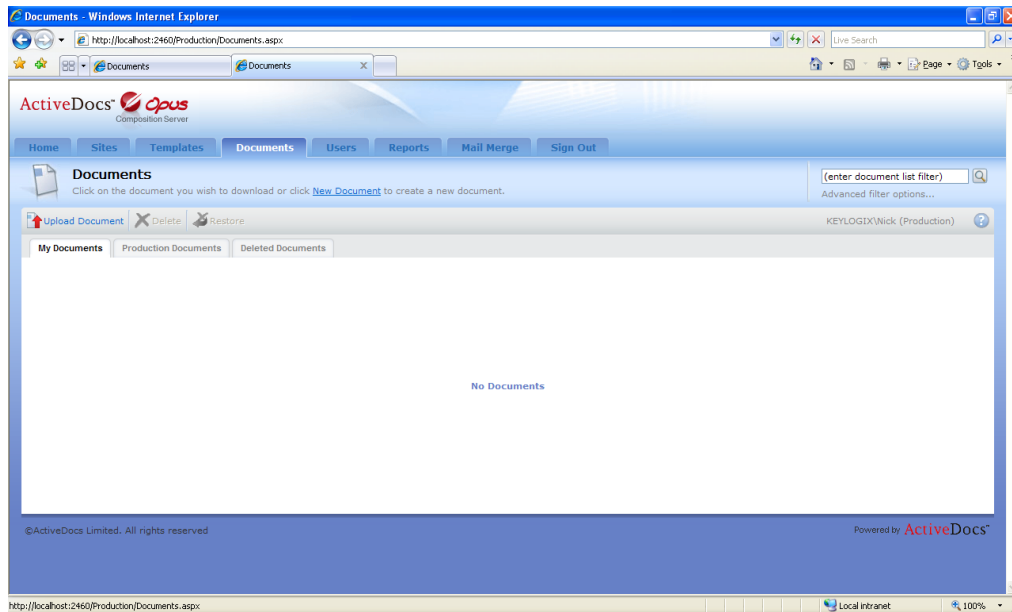 Documents - Windows Internet Explorer
http://localhost:2460/Production/Documents.aspx
Live Search
Documents
Documents
Page
Tools
ActiveDocs Opus
Composition Server
Home Sites Templates Documents Users Reports Mail Merge Sign Out
Documents
Click on the document you wish to download or click New Document to create a new document.
(enter document list filter)
Advanced filter options...
Upload Document Delete Restore
KEYLOGIX\Nick (Production)
My Documents Production Documents Deleted Documents
No Documents
©ActiveDocs Limited. All rights reserved
Powered by ActiveDocs™
http://localhost:2460/Production/Documents.aspx
Local intranet
100%